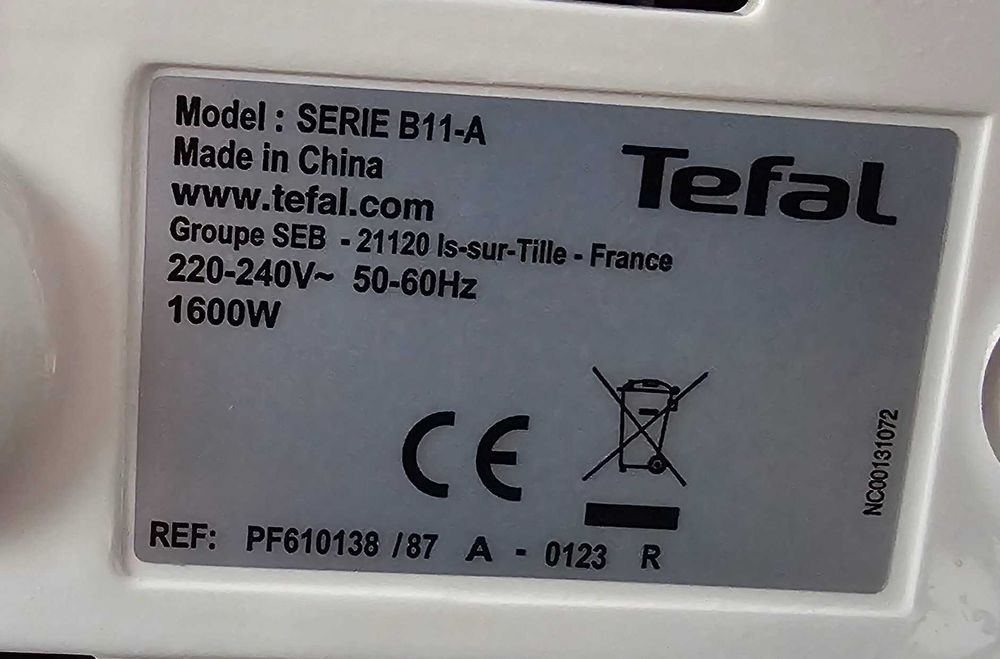 Model : SERIE B11-A
Made in China
www.tefal.com
Groupe SEB - 21120 Is-sur-Tille - France
220-240V~ 50-60Hz
1600W
Tefal
CE
NC00131072
REF: PF610138 /87 A - 0123 R